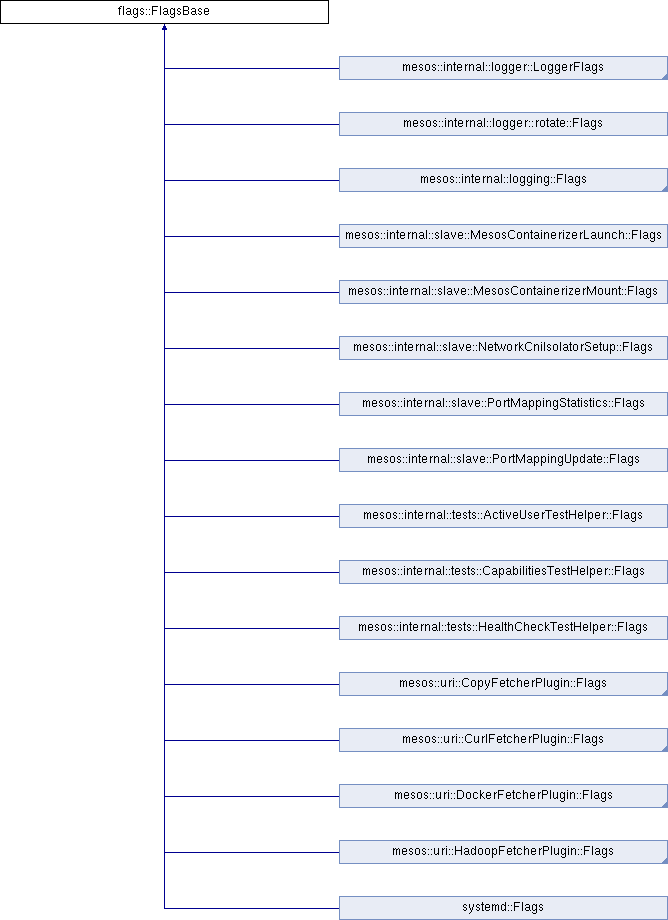 flags::FlagsBase
mesos::internal::logger::LoggerFlags
mesos::internal::logger::rotate::Flags
mesos::internal::logging::Flags
mesos::internal::slave::MesosContainerizerLaunch::Flags
mesos::internal::slave::MesosContainerizerMount::Flags
mesos::internal::slave::NetworkCniIsolatorSetup::Flags
mesos::internal::slave::PortMappingStatistics::Flags
mesos::internal::slave::PortMappingUpdate::Flags
mesos::internal::tests::ActiveUserTestHelper::Flags
mesos::internal::tests::CapabilitiesTestHelper::Flags
mesos::internal::tests::HealthCheckTestHelper::Flags
mesos::uri::CopyFetcherPlugin::Flags
mesos::uri::CurlFetcherPlugin::Flags
mesos::uri::DockerFetcherPlugin::Flags
mesos::uri::HadoopFetcherPlugin::Flags
systemd::Flags